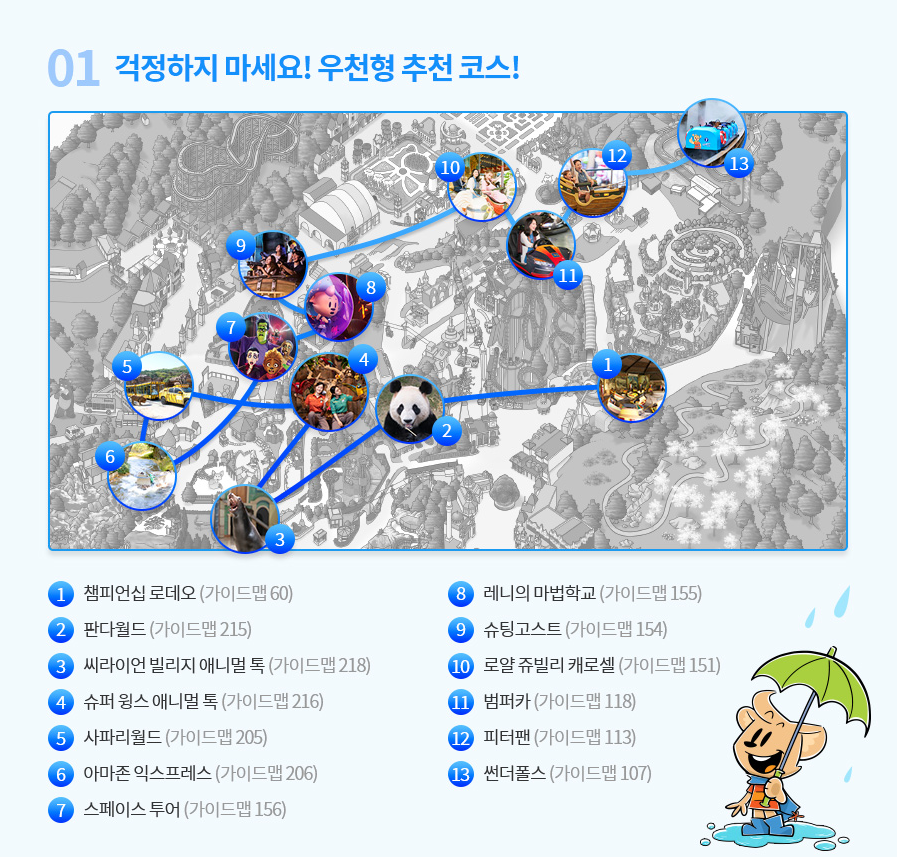 01 걱정하지 마세요! 우천형 추천 코스!
13
12
10
11
9
8
7
4
5
1
2
6
3
1 챔피언십 로데오 (가이드맵 60)
2 판다월드 (가이드맵 215)
3 씨라이언 빌리지 애니멀 톡 (가이드맵 218)
4 슈퍼 윙스 애니멀 톡 (가이드맵 216)
5 사파리월드 (가이드맵 205)
6 아마존 익스프레스 (가이드맵 206)
7 스페이스 투어 (가이드맵 156)
8 레니의 마법학교 (가이드맵 155)
9 슈팅고스트 (가이드맵 154)
10 로얄 쥬빌리 캐로셀 (가이드맵 151)
11 범퍼카 (가이드맵 118)
12 피터팬 (가이드맵 113)
13 썬더폴스 (가이드맵 107)